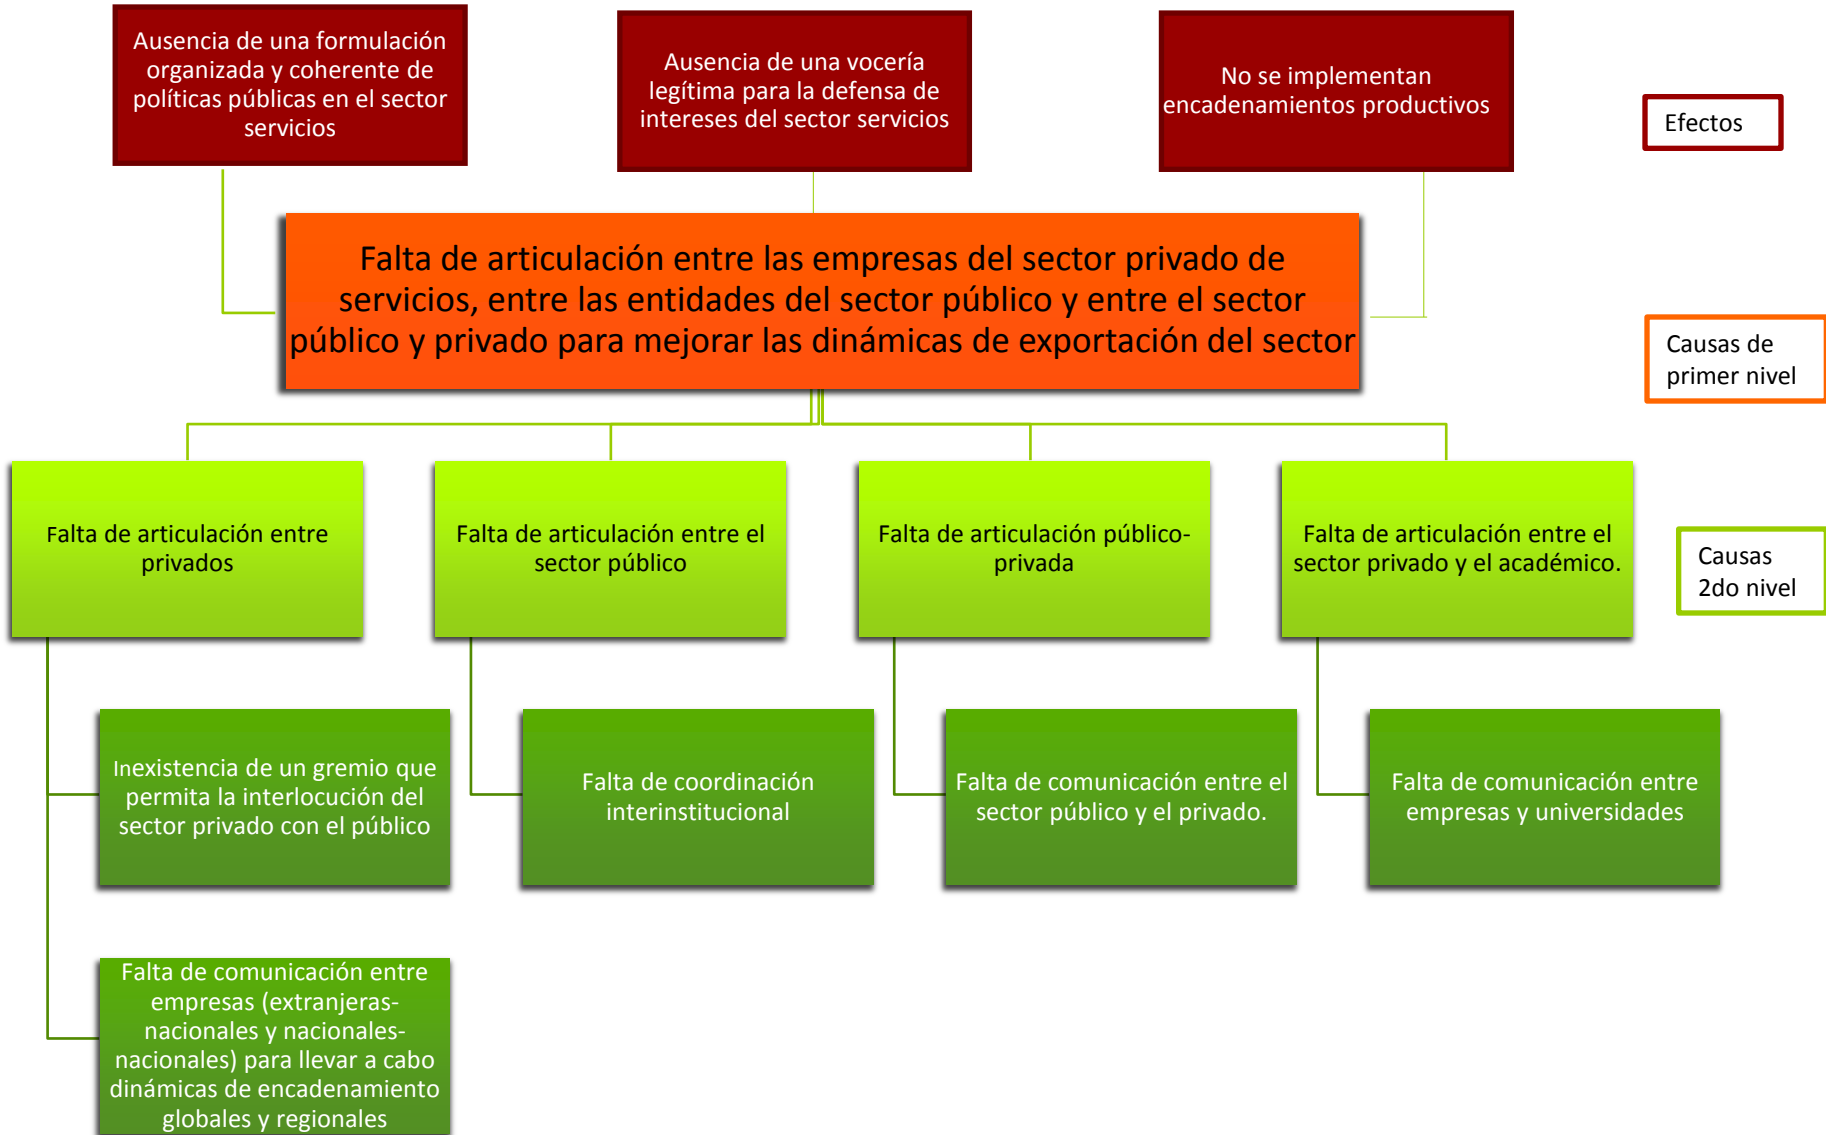 Ausencia de una formulación
organizada y coherente de
políticas públicas en el sector
servicios
Ausencia de una vocería
legítima para la defensa de
intereses del sector servicios
No se implementan
encadenamientos productivos
Efectos
Falta de articulación entre las empresas del sector privado de
servicios, entre las entidades del sector público y entre el sector
público y privado para mejorar las dinámicas de exportación del sector
Causas de
primer nivel
Falta de articulación entre
privados
Falta de articulación entre el
sector público
Falta de articulación público-
privada
Falta de articulación entre el
sector privado y el académico.
Causas
2do nivel
Inexistencia de un gremio que
permita la interlocución del
sector privado con el público
Falta de coordinación
interinstitucional
Falta de comunicación entre el
sector público y el privado.
Falta de comunicación entre
empresas y universidades
Falta de comunicación entre
empresas (extranjeras-
nacionales y nacionales-
nacionales) para llevar a cabo
dinámicas de encadenamiento
globales y regionales